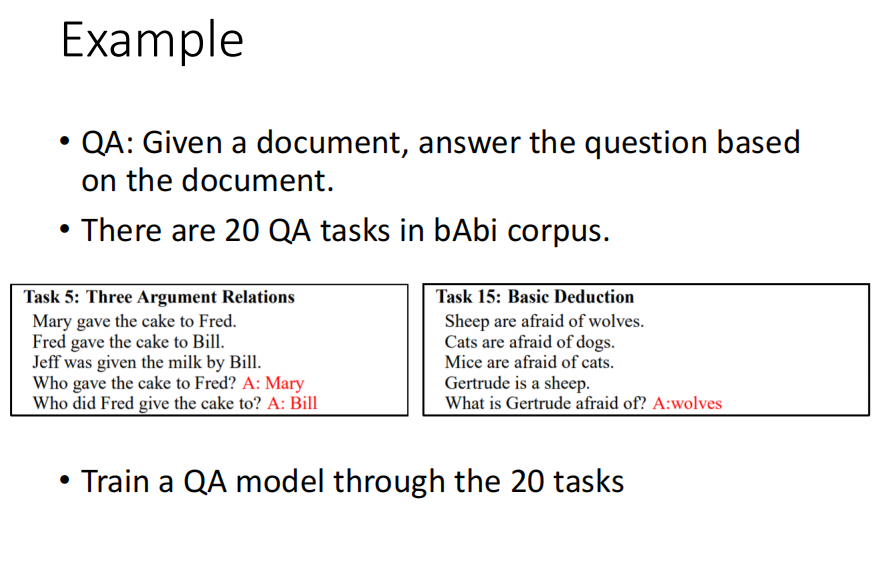 Example
• QA: Given a document, answer the question based
on the document.
• There are 20 QA tasks in bAbi corpus.
Task 5: Three Argument Relations
Mary gave the cake to Fred.
Fred gave the cake to Bill.
Jeff was given the milk by Bill.
Who gave the cake to Fred? A: Mary
Who did Fred give the cake to? A: Bill
Task 15: Basic Deduction
Sheep are afraid of wolves.
Cats are afraid of dogs.
Mice are afraid of cats.
Gertrude is a sheep.
What is Gertrude afraid of? A:wolves
• Train a QA model through the 20 tasks